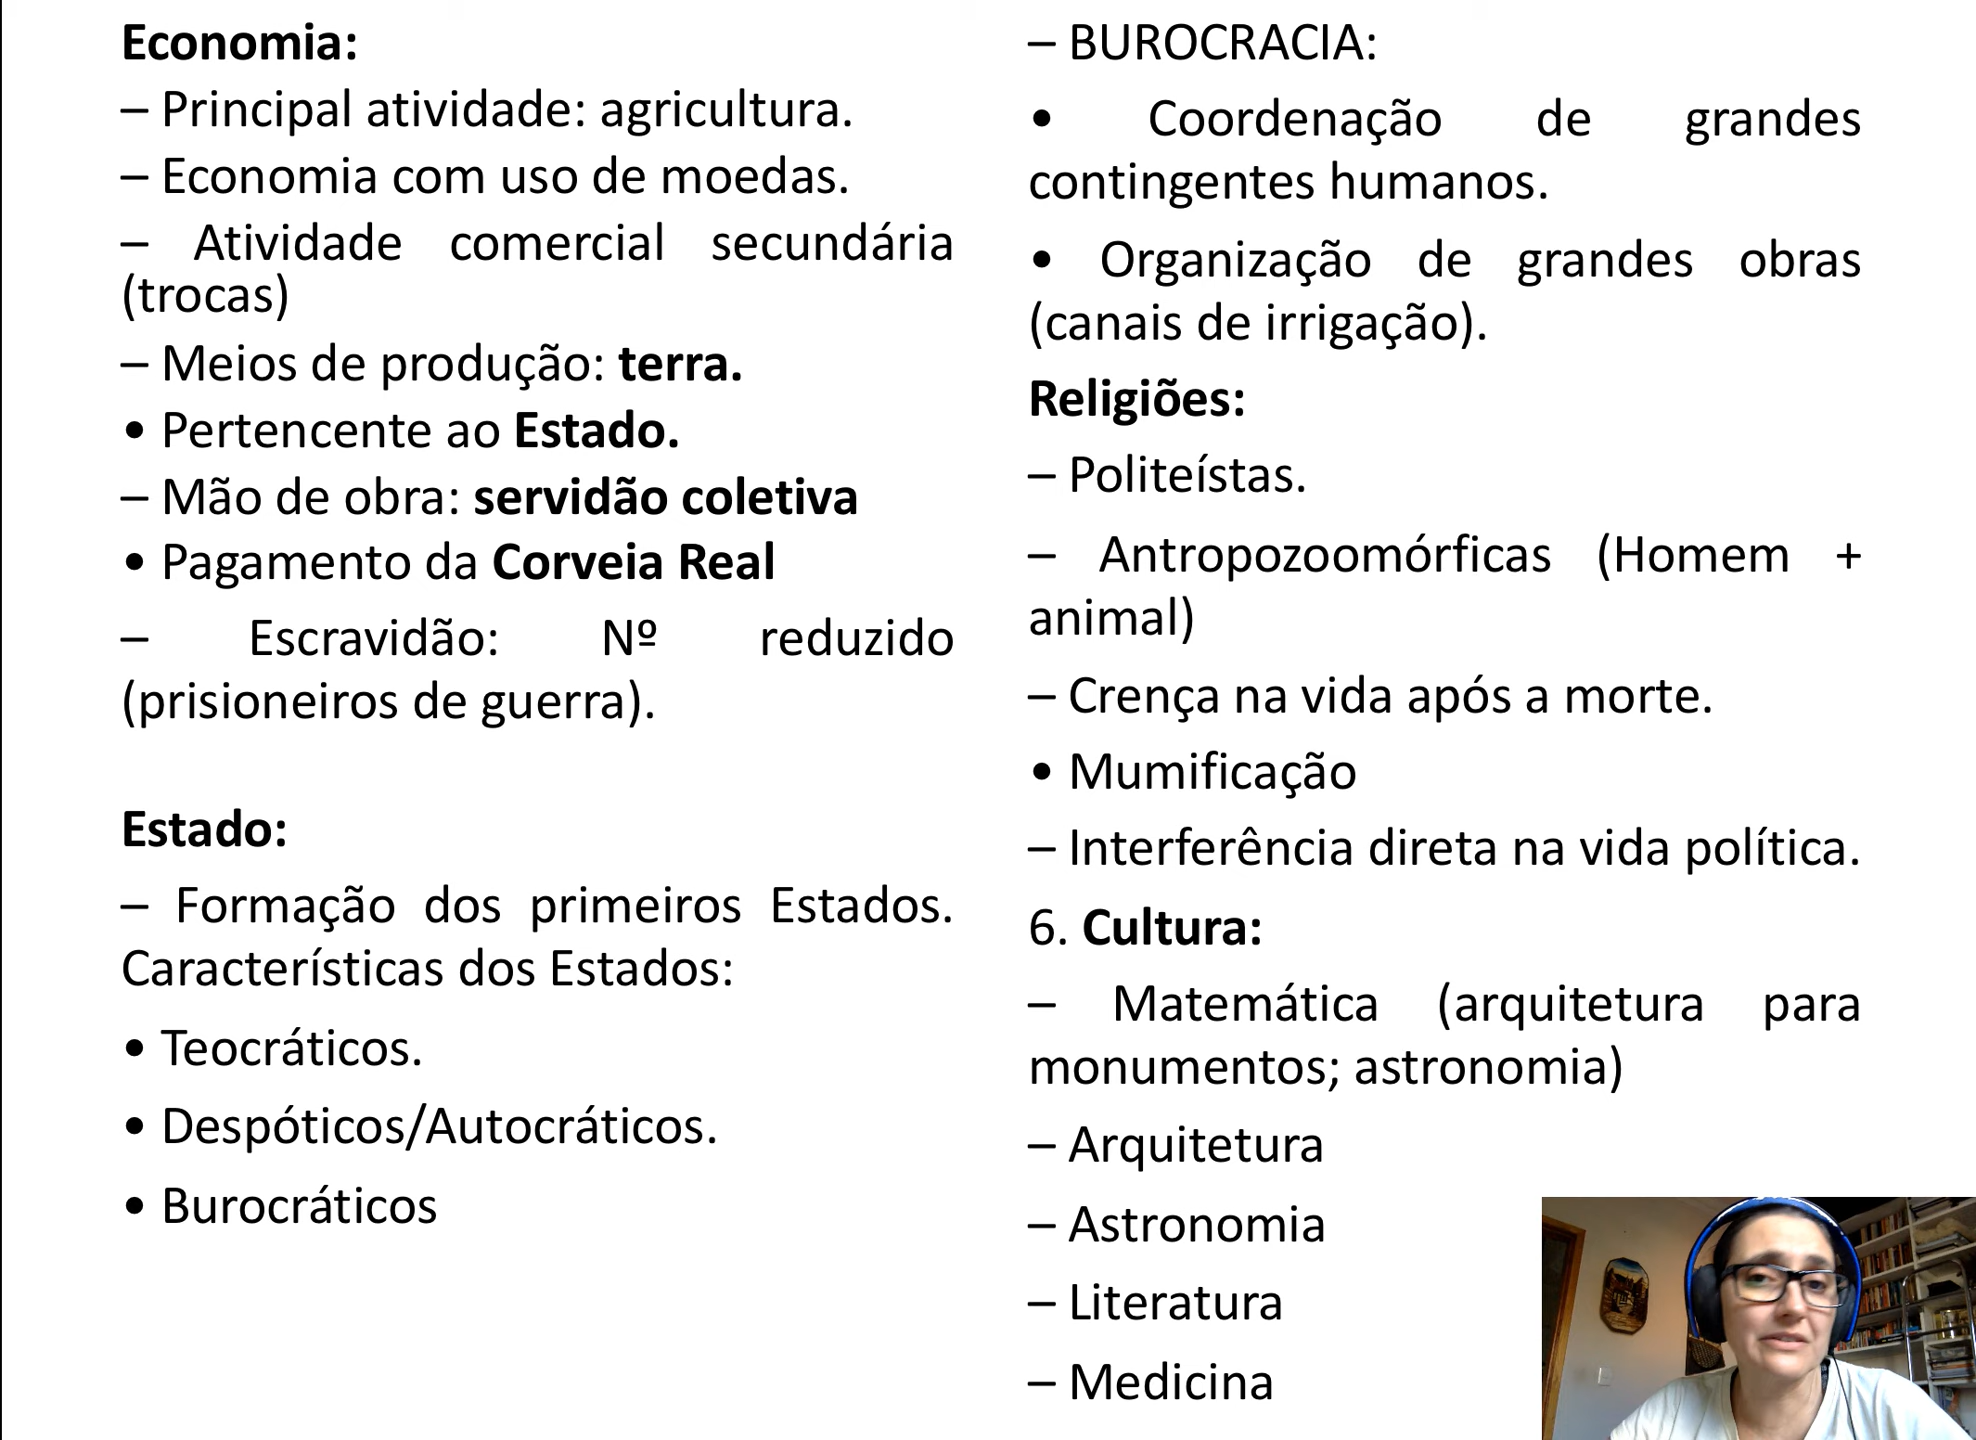 Economia:
– Principal atividade: agricultura.
– Economia com uso de moedas.
– Atividade comercial secundária
(trocas)
– Meios de produção: terra.
• Pertencente ao Estado.
– Mão de obra: servidão coletiva
• Pagamento da Corveia Real
– Escravidão: Nº reduzido
(prisioneiros de guerra).
Estado:
– Formação dos primeiros Estados.
Características dos Estados:
• Teocráticos.
• Despóticos/Autocráticos.
• Burocráticos
– BUROCRACIA:
• Coordenação de grandes
contingentes humanos.
• Organização de grandes obras
(canais de irrigação).
Religiões:
– Politeístas.
– Antropozoomórficas (Homem +
animal)
– Crença na vida após a morte.
• Mumificação
– Interferência direta na vida política.
6. Cultura:
– Matemática (arquitetura para
monumentos; astronomia)
– Arquitetura
– Astronomia
– Literatura
– Medicina